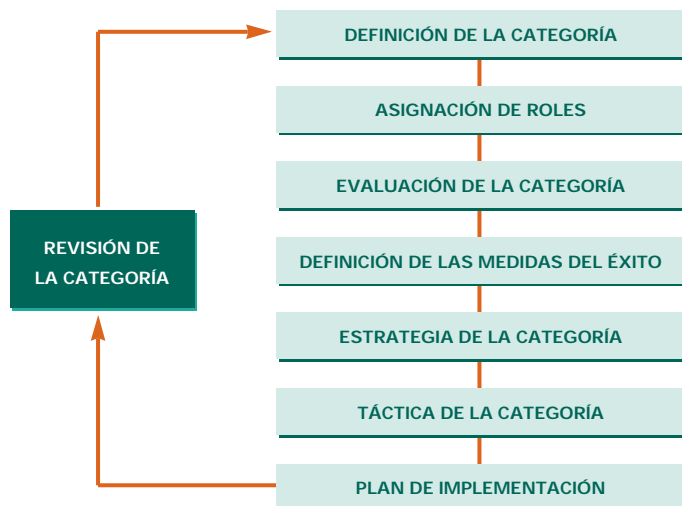 DEFINICIÓN DE LA CATEGORÍA
ASIGNACIÓN DE ROLES
EVALUACIÓN DE LA CATEGORÍA
REVISIÓN DE
LA CATEGORÍA
DEFINICIÓN DE LAS MEDIDAS DEL ÉXITO
ESTRATEGIA DE LA CATEGORÍA
TÁCTICA DE LA CATEGORÍA
PLAN DE IMPLEMENTACIÓN